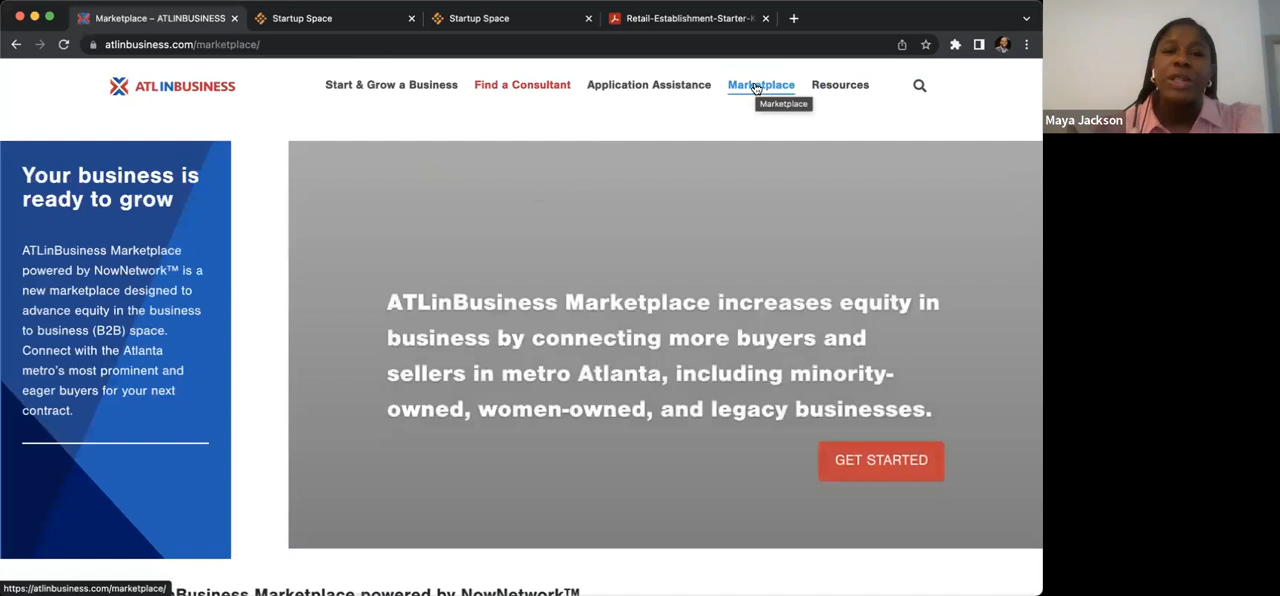 Marketplace – ATLINBUSINESS
Startup Space
Startup Space
Retail-Establishment-Starter-K
atlinbusiness.com/marketplace/
ATLINBUSINESS
Start & Grow a Business
Find a Consultant
Application Assistance
Marketplace
Resources
Marketplace
Maya Jackson
Your business is
ready to grow
ATLinBusiness Marketplace
powered by NowNetwork™ is a
new marketplace designed to
advance equity in the business
to business (B2B) space.
Connect with the Atlanta
metro's most prominent and
eager buyers for your next
contract.
ATLinBusiness Marketplace increases equity in
business by connecting more buyers and
sellers in metro Atlanta, including minority-
owned, women-owned, and legacy businesses.
GET STARTED
https://atlinbusiness.com/marketplace/
nBusiness Marketplace powered by NowNetwork™